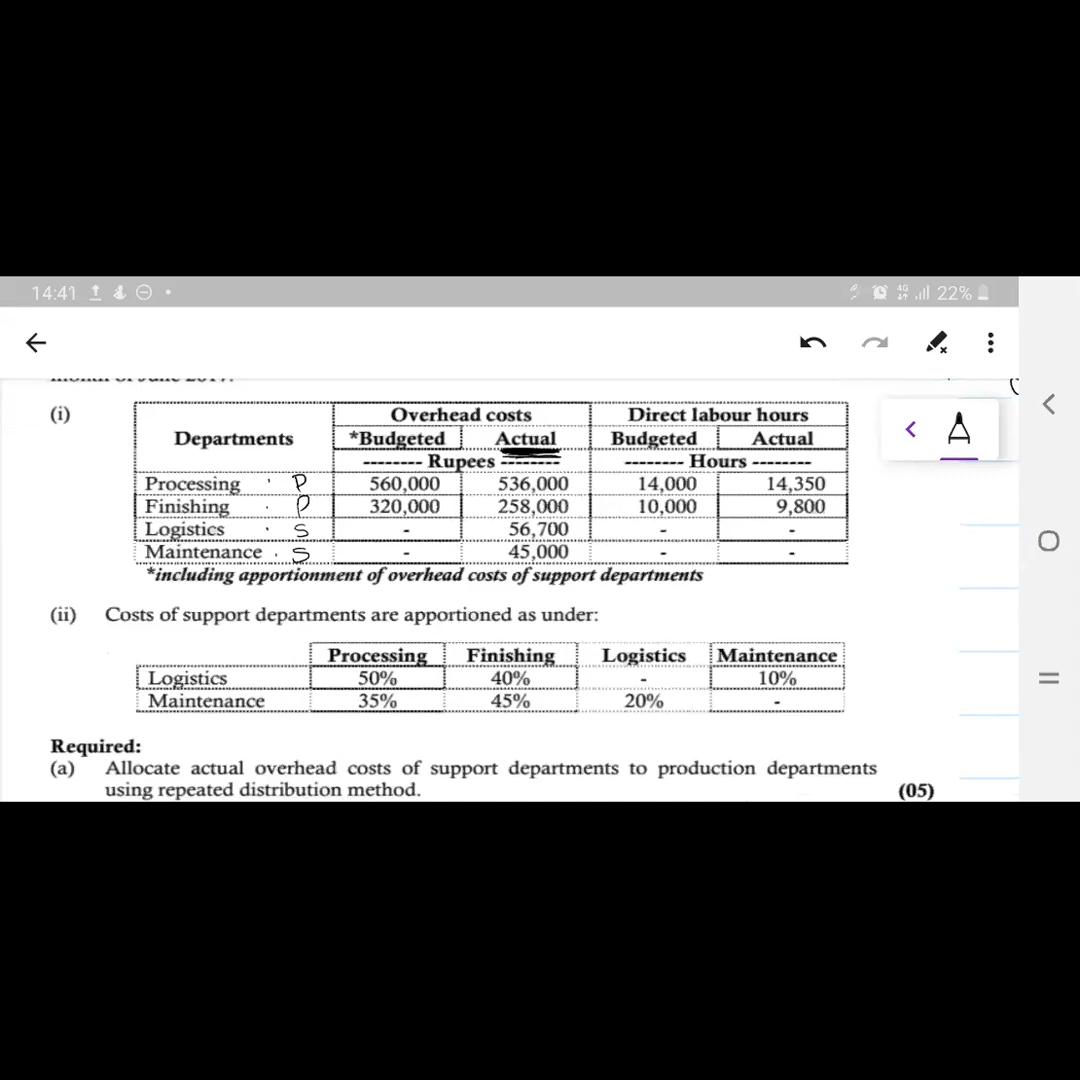 14:41 22%
(i)
Overhead costs Direct labour hours
Departments *Budgeted Actual Budgeted Actual
-------- Rupees -------- -------- Hours --------
Processing P 560,000 536,000 14,000 14,350
Finishing P 320,000 258,000 10,000 9,800
Logistics S - 56,700 - -
Maintenance S - 45,000 - -
*including apportionment of overhead costs of support departments
(ii) Costs of support departments are apportioned as under:
Processing Finishing Logistics Maintenance
Logistics 50% 40% - 10%
Maintenance 35% 45% 20% -
Required:
(a) Allocate actual overhead costs of support departments to production departments
using repeated distribution method. (05)